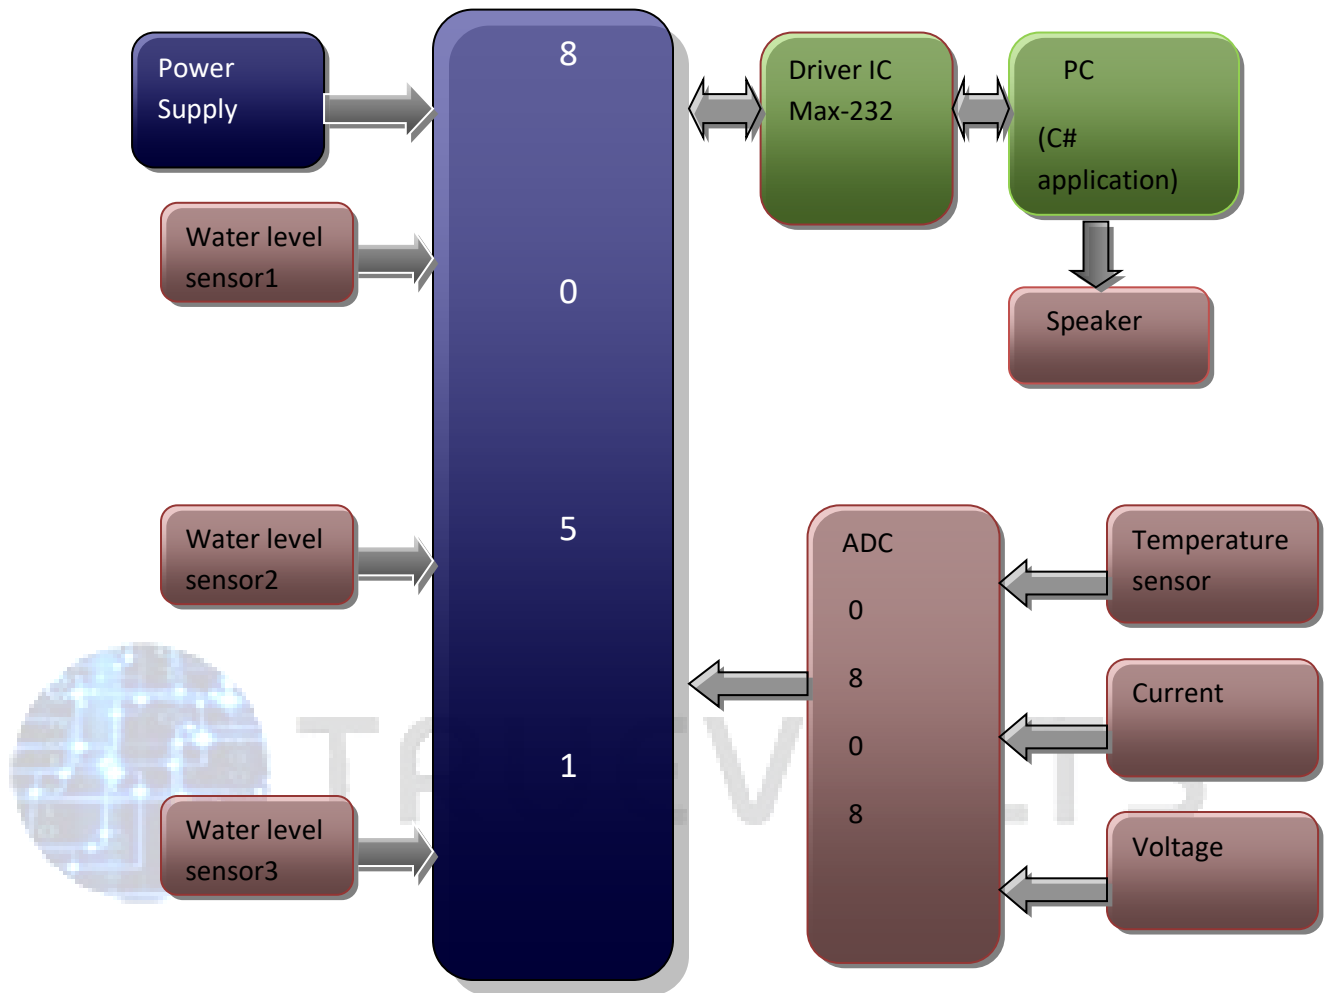 Power
Supply
Water level
sensor1
Water level
sensor2
Water level
sensor3
8
0
5
1
Driver IC
Max-232
PC
(C#
application)
Speaker
ADC
0
8
0
8
Temperature
sensor
Current
Voltage